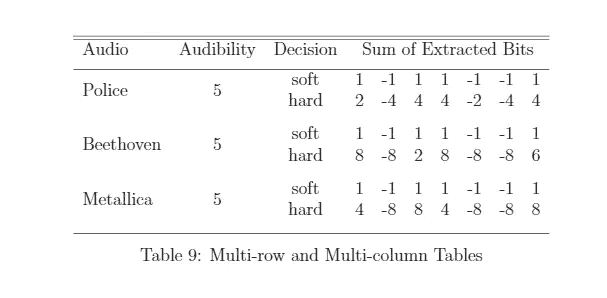 Audio Audibility Decision Sum of Extracted Bits
soft 1 -1 1 1 -1 -1 1
Police 5
hard 2 -4 4 4 -2 -4 4
soft 1 -1 1 1 -1 -1 1
Beethoven 5
hard 8 -8 2 8 -8 -8 6
soft 1 -1 1 1 -1 -1 1
Metallica 5
hard 4 -8 8 4 -8 -8 8
Table 9: Multi-row and Multi-column Tables